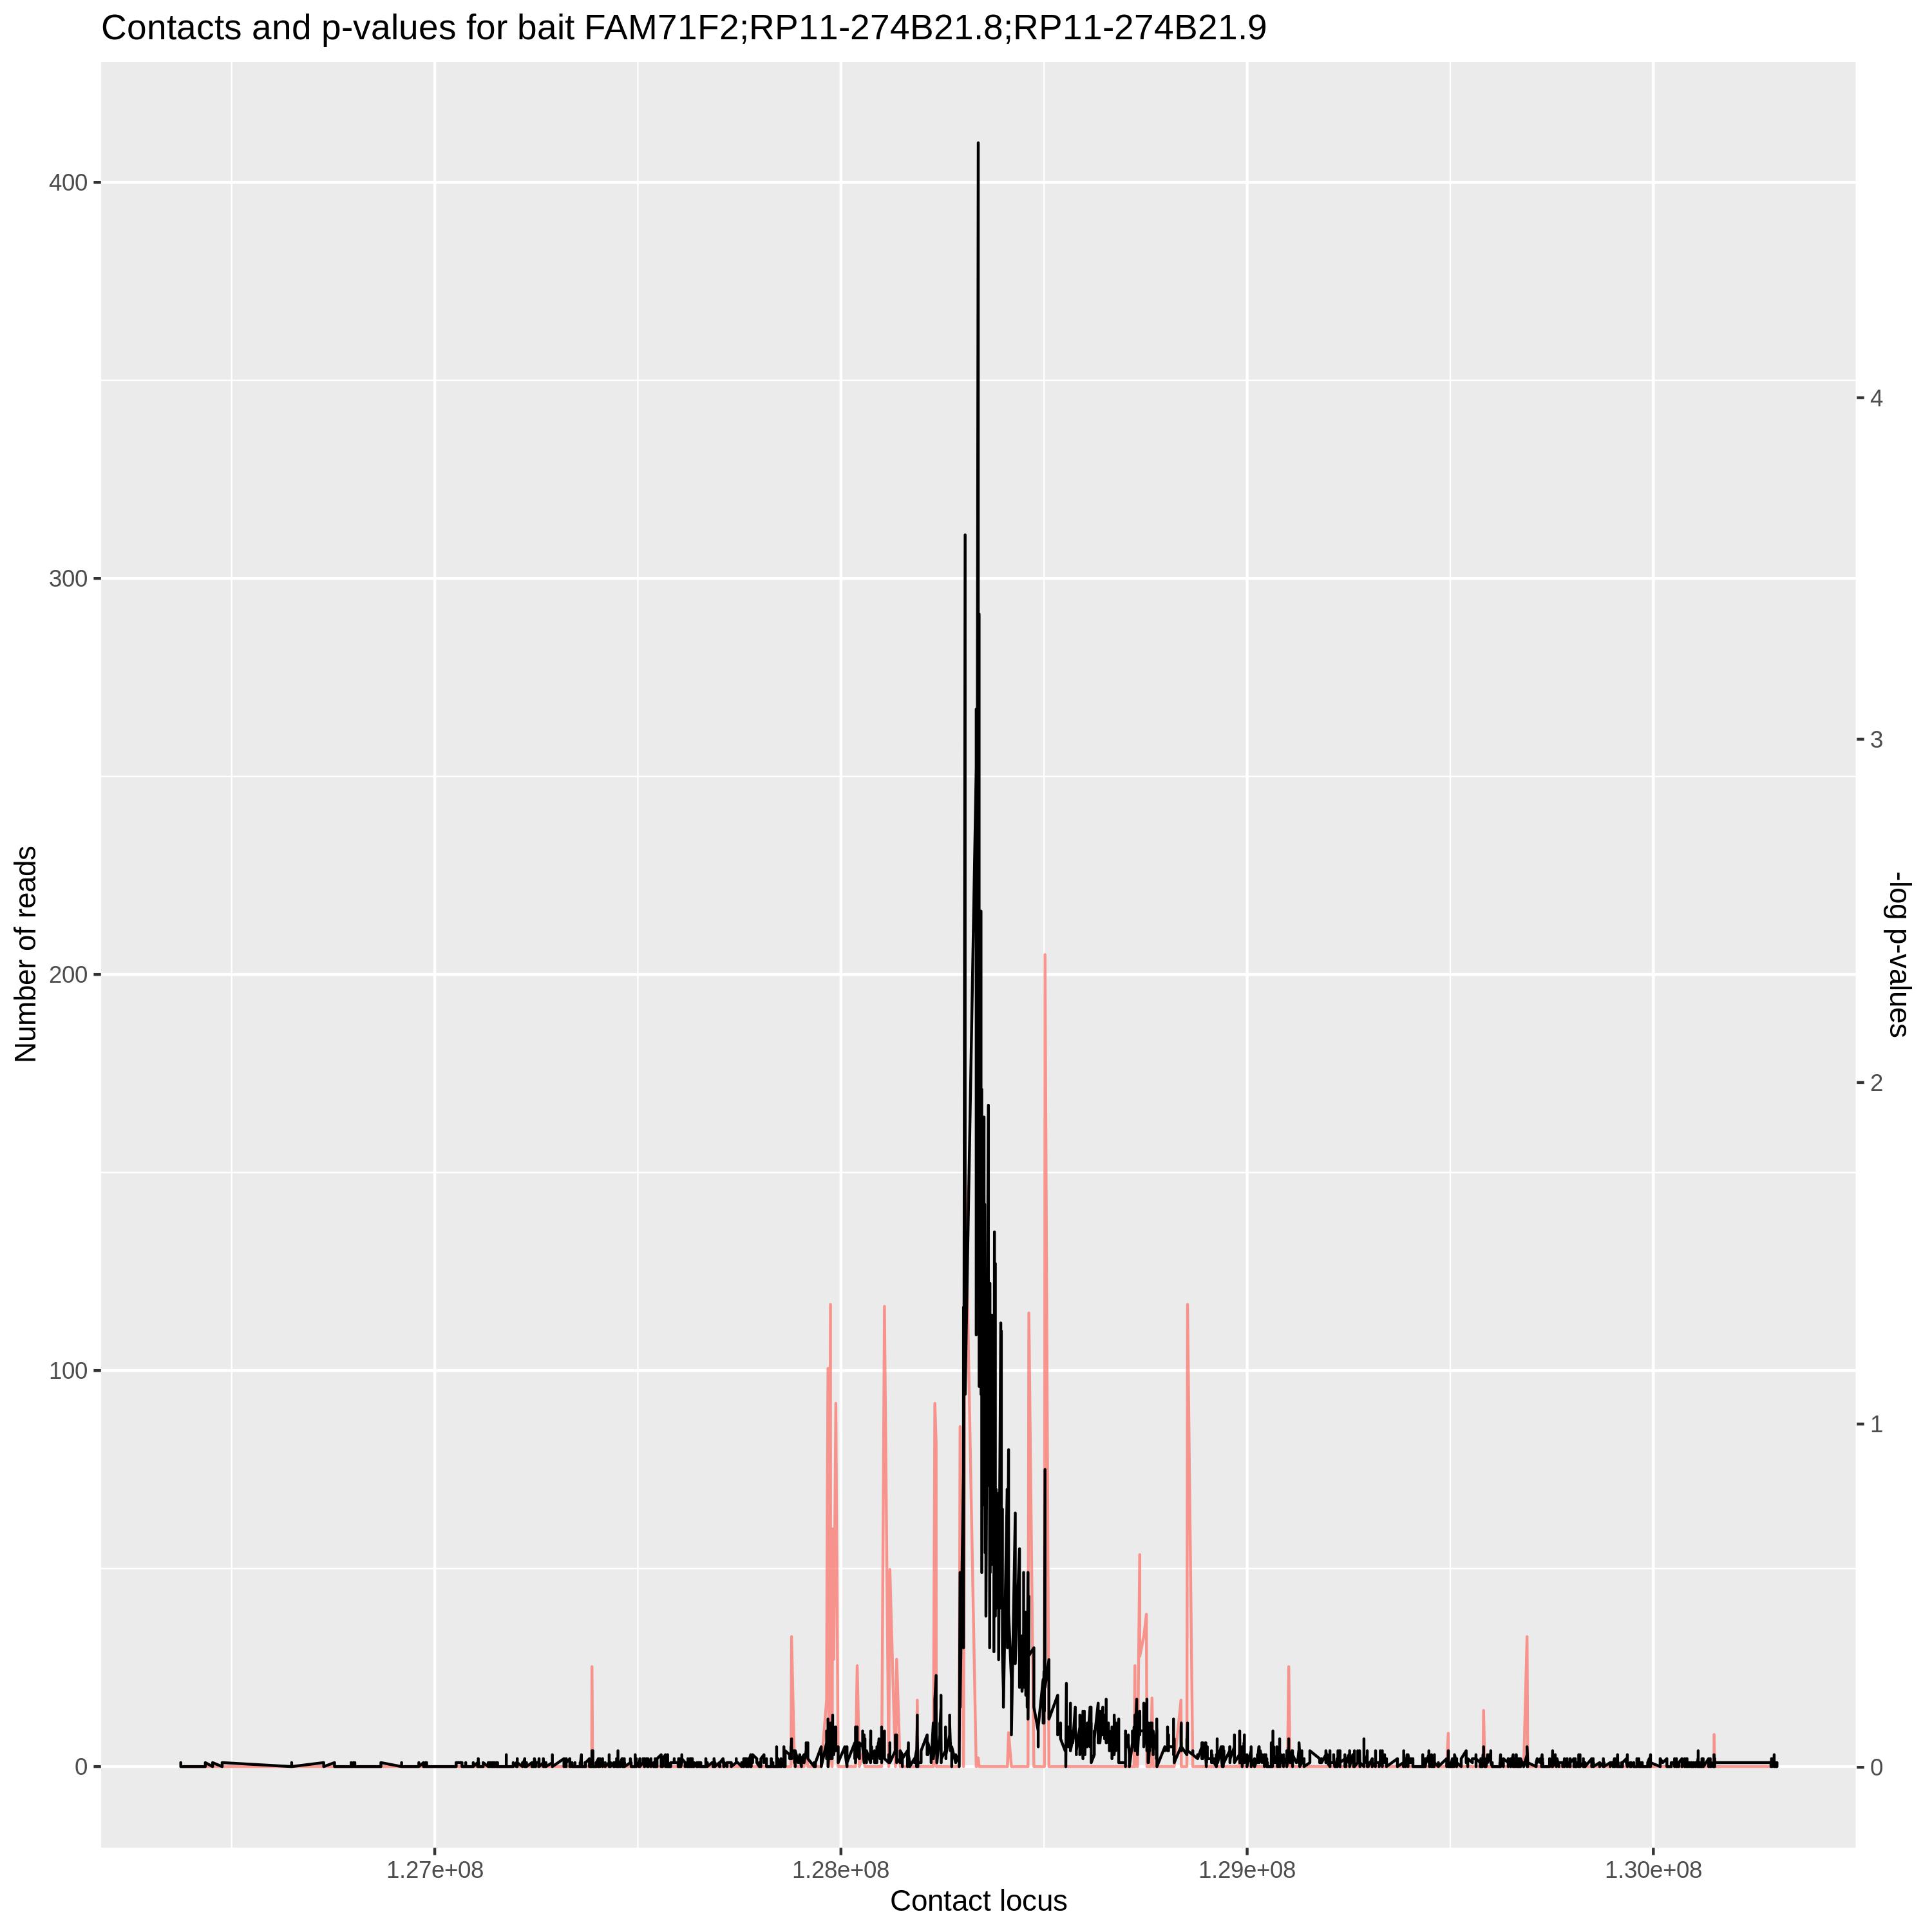 Contacts and p-values for bait FAM71F2;RP11-274B21.8;RP11-274B21.9
Number of reads
400
300
200
100
0
4
3
2
1
0
-log p-values
1.27e+08 1.28e+08 1.29e+08 1.30e+08
Contact locus